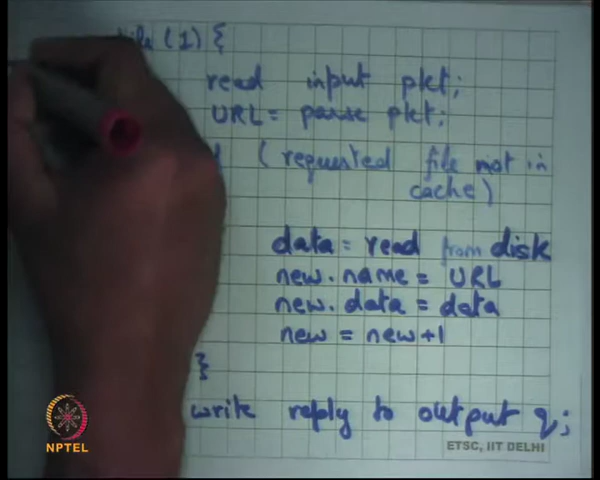 (1) {
read input pkt;
URL = parse pkt;
(requested file not in
cache)
data = read from disk
new.name = URL
new.data = data
new = new+1
}
write reply to output q;
NPTEL
ETSC, IIT DELHI